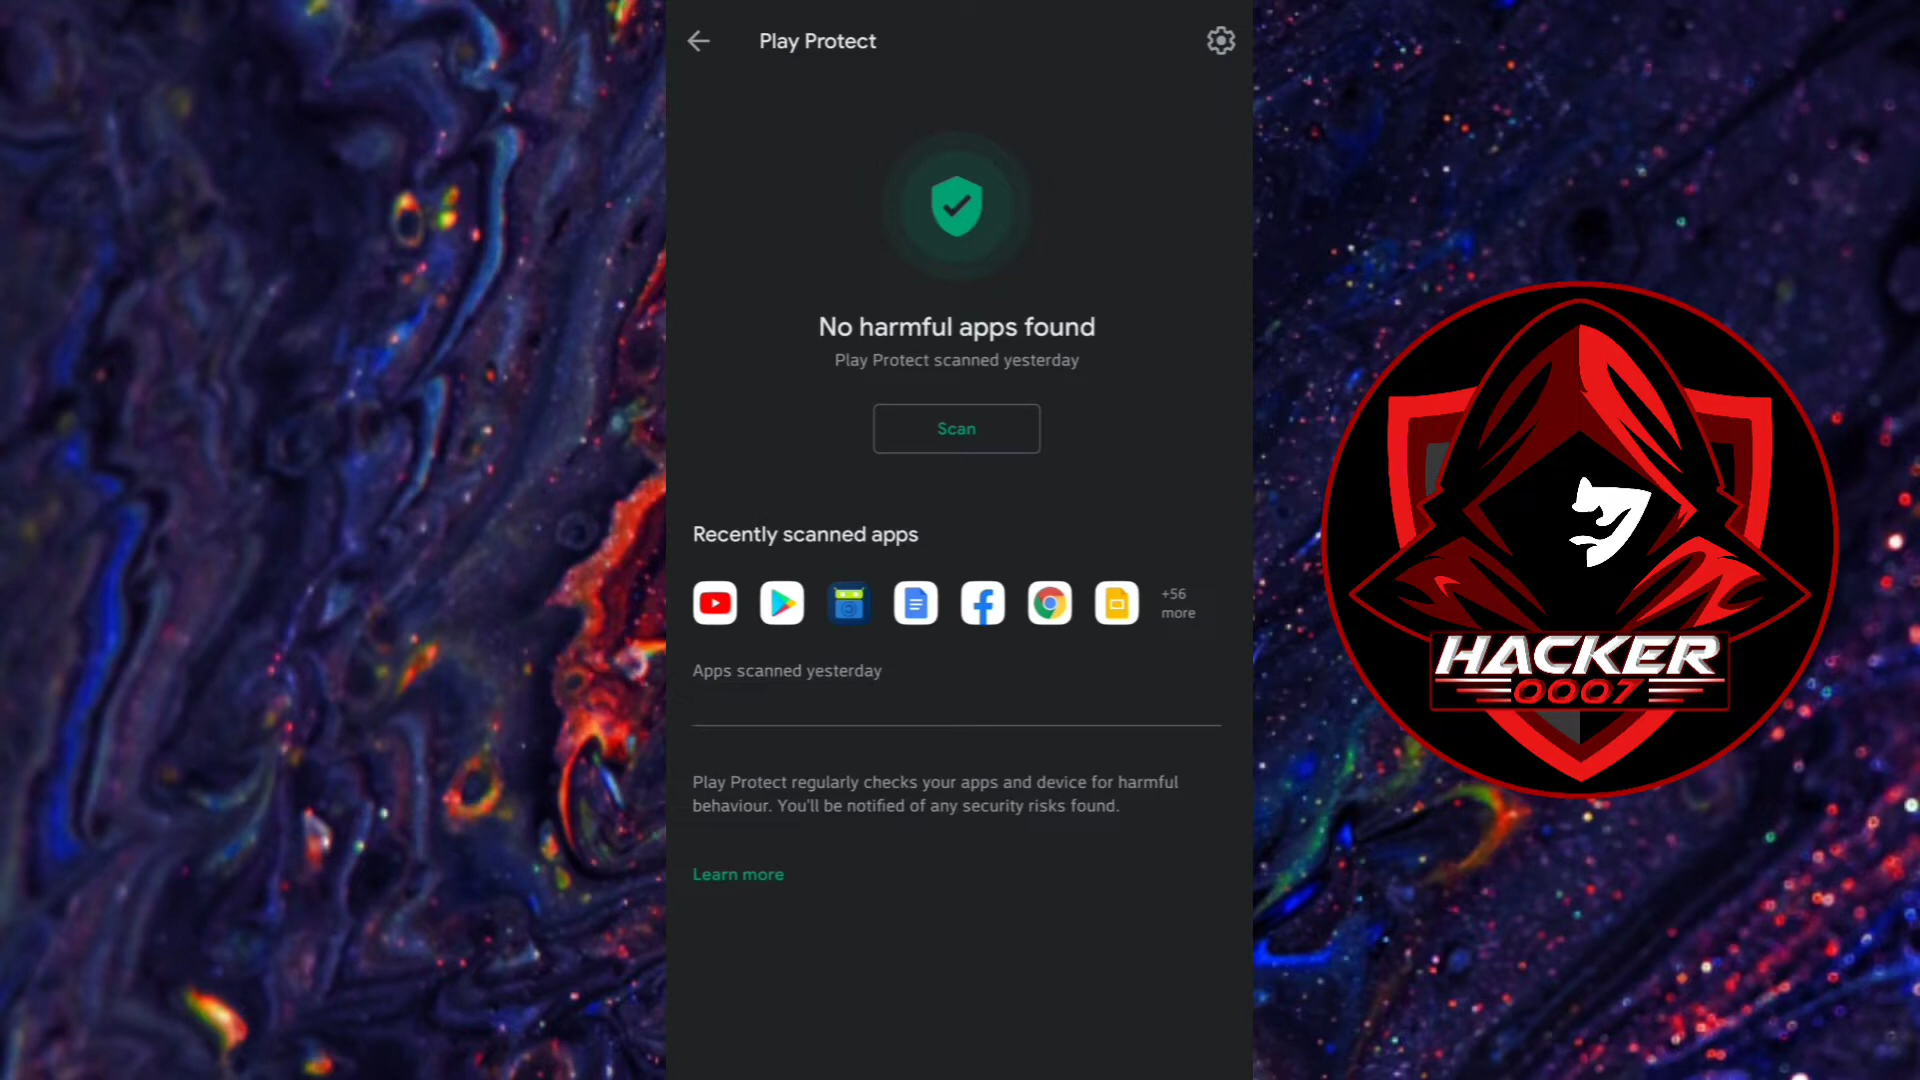 Play Protect
No harmful apps found
Play Protect scanned yesterday
Scan
Recently scanned apps
+56
more
Apps scanned yesterday
Play Protect regularly checks your apps and device for harmful
behaviour. You'll be notified of any security risks found.
Learn more
HACKER
0007